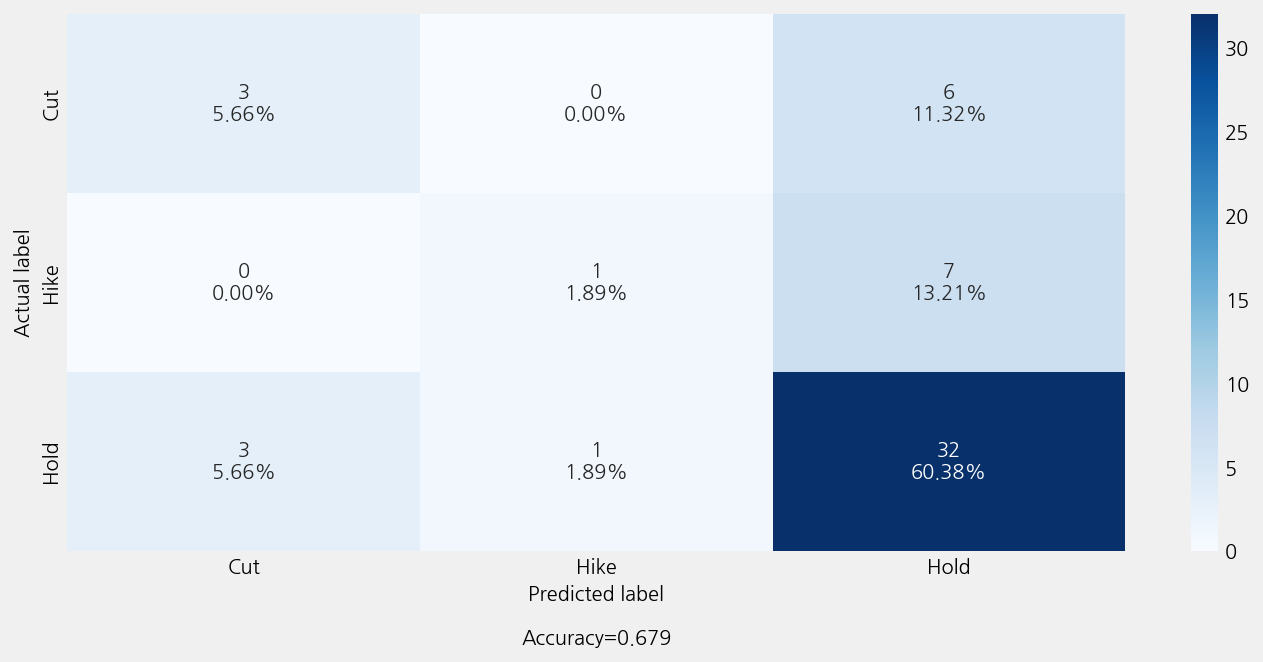 Actual label
Cut
3
5.66%
0
0.00%
6
11.32%
Hike
0
0.00%
1
1.89%
7
13.21%
Hold
3
5.66%
1
1.89%
32
60.38%
Cut
Hike
Hold
Predicted label
Accuracy=0.679
30
25
20
15
10
5
0